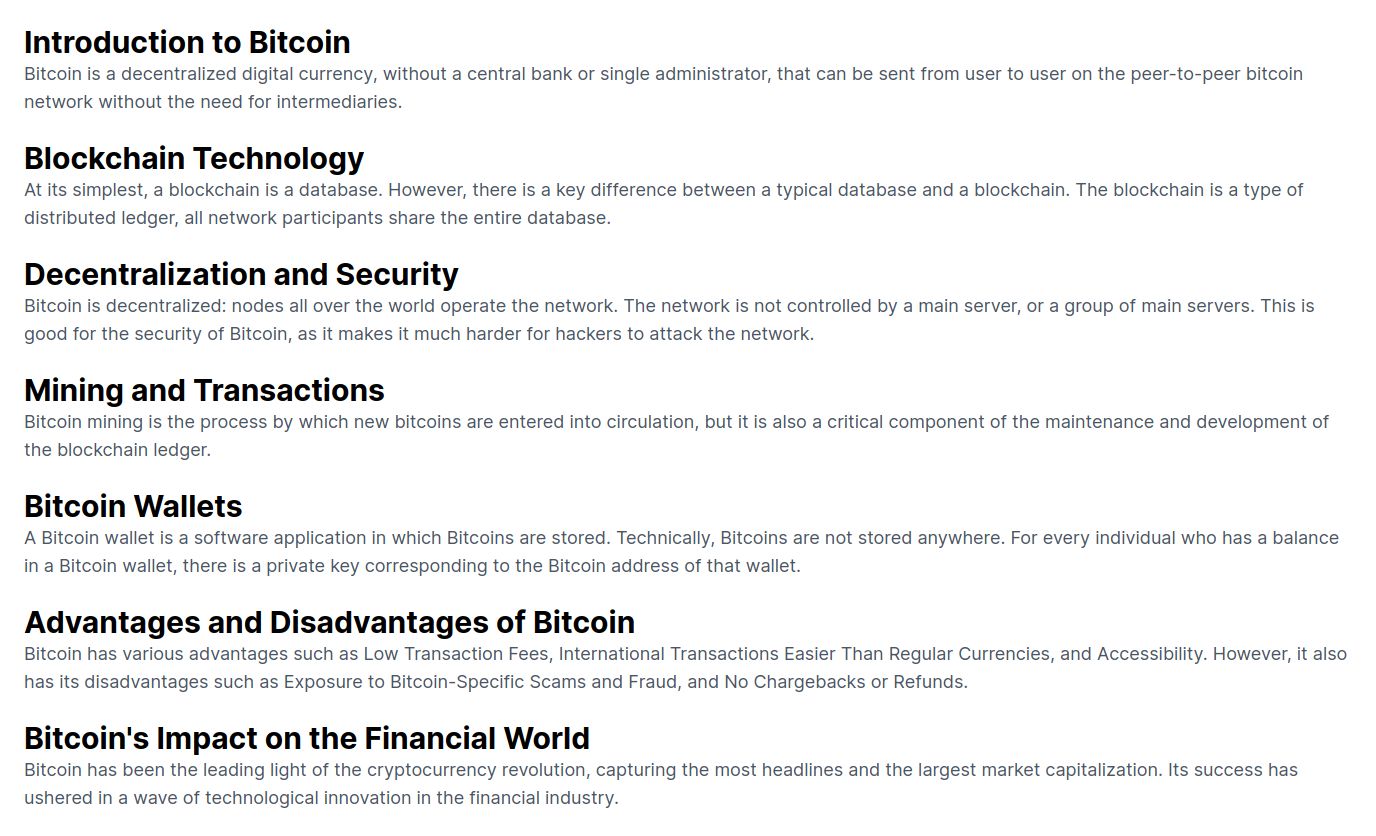 Introduction to Bitcoin
Bitcoin is a decentralized digital currency, without a central bank or single administrator, that can be sent from user to user on the peer-to-peer bitcoin
network without the need for intermediaries.
Blockchain Technology
At its simplest, a blockchain is a database. However, there is a key difference between a typical database and a blockchain. The blockchain is a type of
distributed ledger, all network participants share the entire database.
Decentralization and Security
Bitcoin is decentralized: nodes all over the world operate the network. The network is not controlled by a main server, or a group of main servers. This is
good for the security of Bitcoin, as it makes it much harder for hackers to attack the network.
Mining and Transactions
Bitcoin mining is the process by which new bitcoins are entered into circulation, but it is also a critical component of the maintenance and development of
the blockchain ledger.
Bitcoin Wallets
A Bitcoin wallet is a software application in which Bitcoins are stored. Technically, Bitcoins are not stored anywhere. For every individual who has a balance
in a Bitcoin wallet, there is a private key corresponding to the Bitcoin address of that wallet.
Advantages and Disadvantages of Bitcoin
Bitcoin has various advantages such as Low Transaction Fees, International Transactions Easier Than Regular Currencies, and Accessibility. However, it also
has its disadvantages such as Exposure to Bitcoin-Specific Scams and Fraud, and No Chargebacks or Refunds.
Bitcoin's Impact on the Financial World
Bitcoin has been the leading light of the cryptocurrency revolution, capturing the most headlines and the largest market capitalization. Its success has
ushered in a wave of technological innovation in the financial industry.